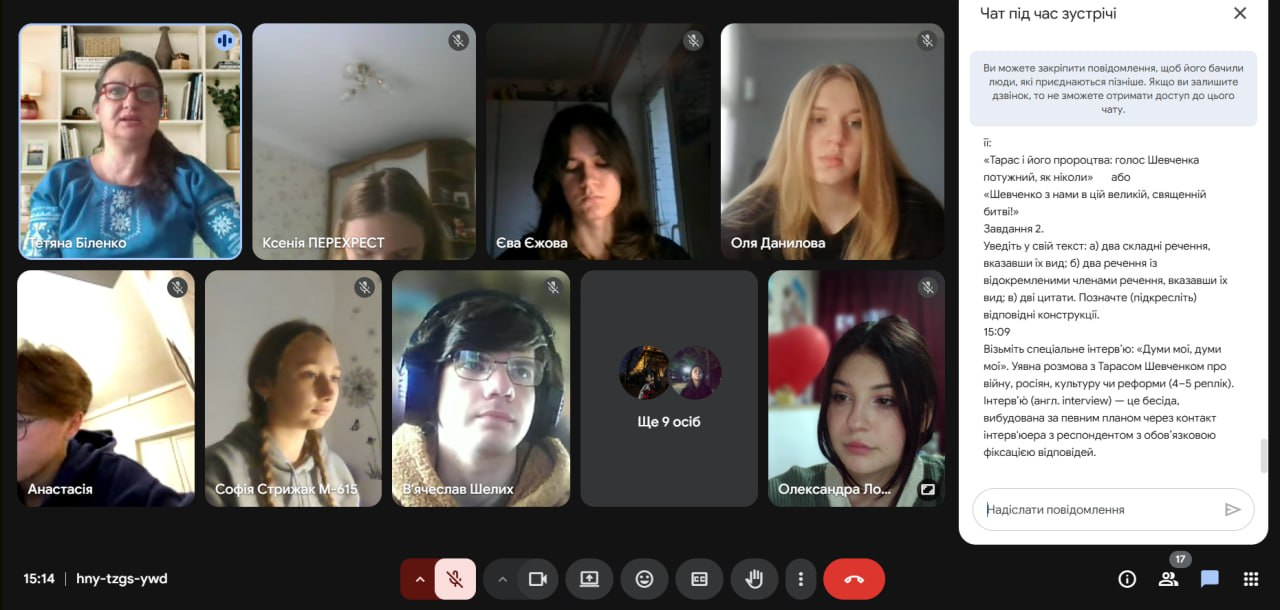 Тетяна Біленко
Ксенія ПЕРЕХРЕСТ
Єва Єжова
Оля Данилова
Анастасія
Софія Стрижак М-615
В'ячеслав Шелих
Ще 9 осіб
Олександра Ло...
15:14 | hny-tzgs-ywd
17
Чат під час зустрічі
Ви можете закріпити повідомлення, щоб його бачили
люди, які приєднаються пізніше. Якщо ви залишите
дзвінок, то не зможете отримати доступ до цього
чату.
її:
«Тарас і його пророцтва: голос Шевченка
потужний, як ніколи» або
«Шевченко з нами в цій великій, священній
битві!»
Завдання 2.
Уведіть у свій текст: а) два складні речення,
вказавши їх вид; б) два речення із
відокремленими членами речення, вказавши їх
вид; в) дві цитати. Позначте (підкресліть)
відповідні конструкції.
15:09
Візьміть спеціальне інтерв'ю: «Думи мої, думи
мої». Уявна розмова з Тарасом Шевченком про
війну, росіян, культуру чи реформи (4–5 реплік).
Інтерв'ю (англ. interview) — це бесіда,
вибудована за певним планом через контакт
інтерв'юера з респондентом з обов'язковою
фіксацією відповідей.
Надіслати повідомлення